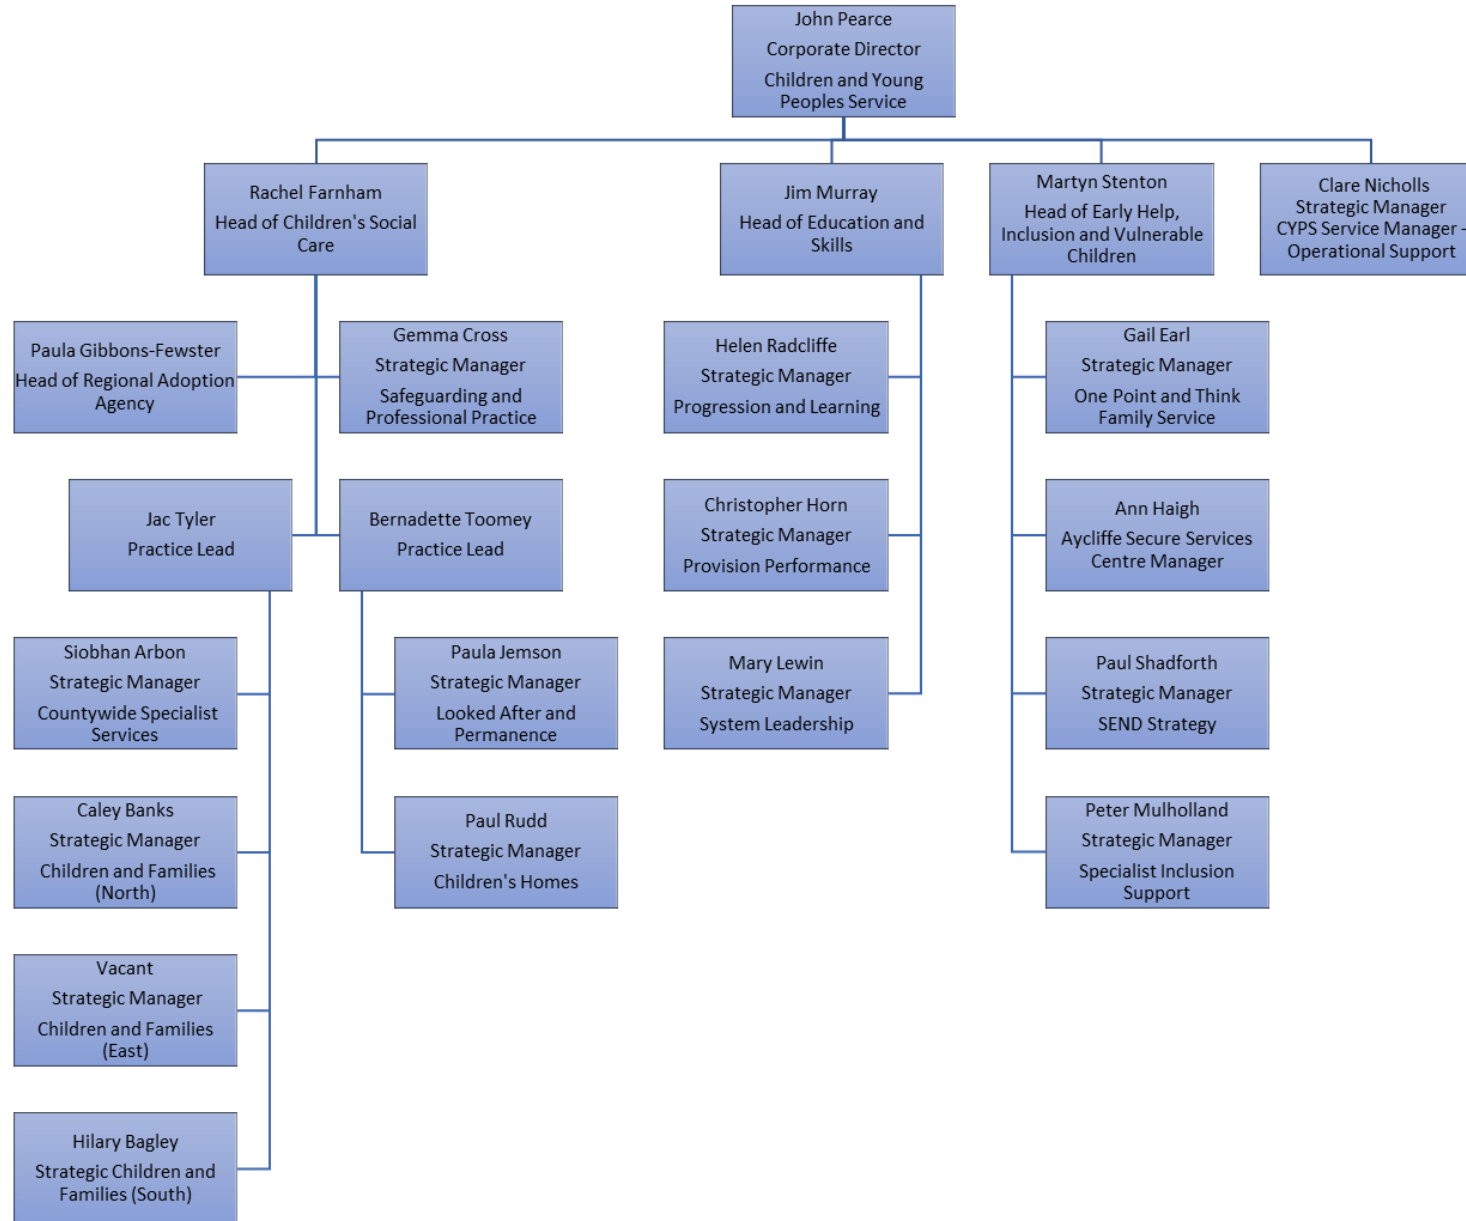 John Pearce
Corporate Director
Children and Young
Peoples Service
Rachel Farnham
Head of Children's Social
Care
Jim Murray
Head of Education and
Skills
Martyn Stenton
Head of Early Help,
Inclusion and Vulnerable
Children
Clare Nicholls
Strategic Manager
CYPS Service Manager -
Operational Support
Paula Gibbons-Fewster
Head of Regional Adoption
Agency
Gemma Cross
Strategic Manager
Safeguarding and
Professional Practice
Helen Radcliffe
Strategic Manager
Progression and Learning
Gail Earl
Strategic Manager
One Point and Think
Family Service
Jac Tyler
Practice Lead
Bernadette Toomey
Practice Lead
Christopher Horn
Strategic Manager
Provision Performance
Ann Haigh
Aycliffe Secure Services
Centre Manager
Siobhan Arbon
Strategic Manager
Countywide Specialist
Services
Paula Jemson
Strategic Manager
Looked After and
Permanence
Mary Lewin
Strategic Manager
System Leadership
Paul Shadforth
Strategic Manager
SEND Strategy
Caley Banks
Strategic Manager
Children and Families
(North)
Paul Rudd
Strategic Manager
Children's Homes
Peter Mulholland
Strategic Manager
Specialist Inclusion
Support
Vacant
Strategic Manager
Children and Families
(East)
Hilary Bagley
Strategic Children and
Families (South)